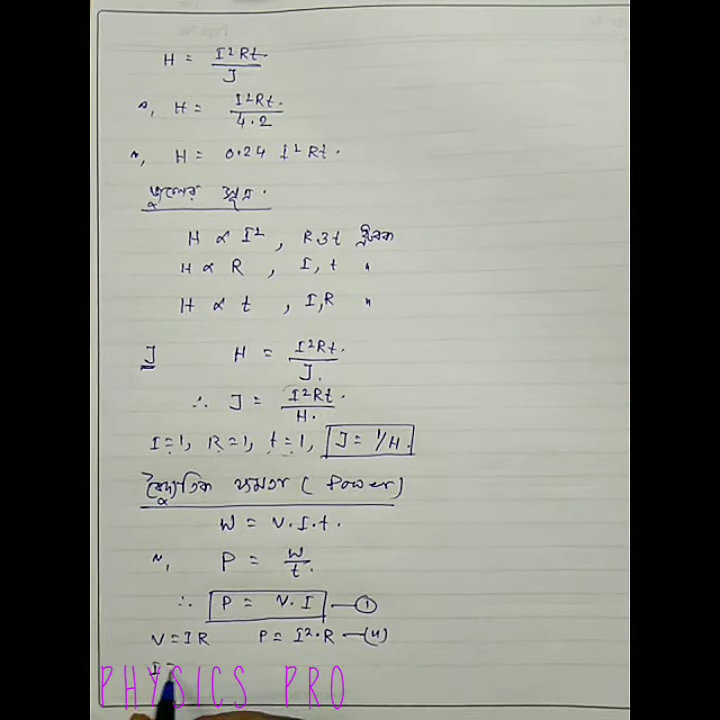 H = I²Rt / J
বা, H = I²Rt. / 4.2
বা, H = 0.24 I²Rt.
জুলের সূত্র.
H ∝ I² , R ও t ধ্রুবক
H ∝ R , I, t "
H ∝ t , I,R "
J H = I²Rt. / J.
∴ J = I²Rt. / H.
I=1, R=1, t=1, J = 1/H.
বৈদ্যুতিক ক্ষমতা ( Power)
W = V.I.t.
বা, P = W / t.
∴ P = V.I — ①
V = IR P = I².R — (ii)
I =
PHYSICS PRO